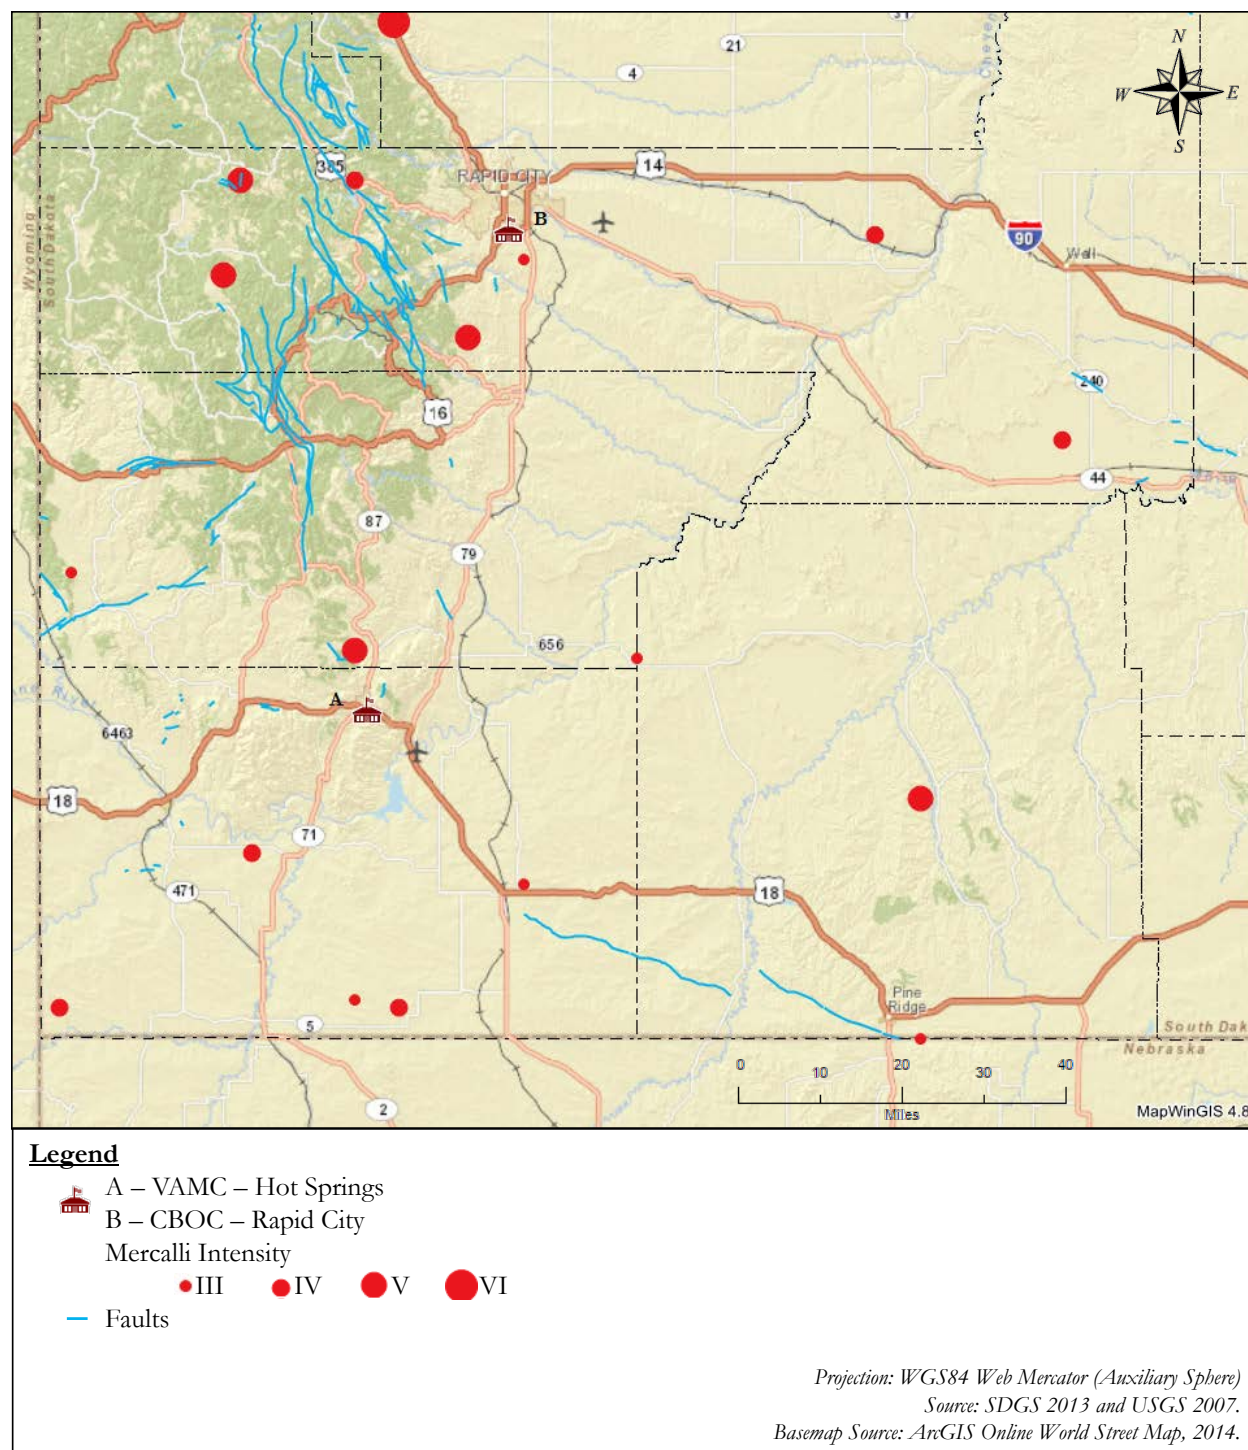 21
4
Cheyen
N
W
E
S
385
RAPID CITY
14
B
90
Wall
Wyoming
South Dakota
240
16
44
87
79
656
A
6463
18
71
471
18
Pine
Ridge
5
South Dak
Nebraska
0
10
20
30
40
Miles
2
MapWinGIS 4.8
Legend
A – VAMC – Hot Springs
B – CBOC – Rapid City
Mercalli Intensity
III IV V VI
Faults
Projection: WGS84 Web Mercator (Auxiliary Sphere)
Source: SDGS 2013 and USGS 2007.
Basemap Source: ArcGIS Online World Street Map, 2014.